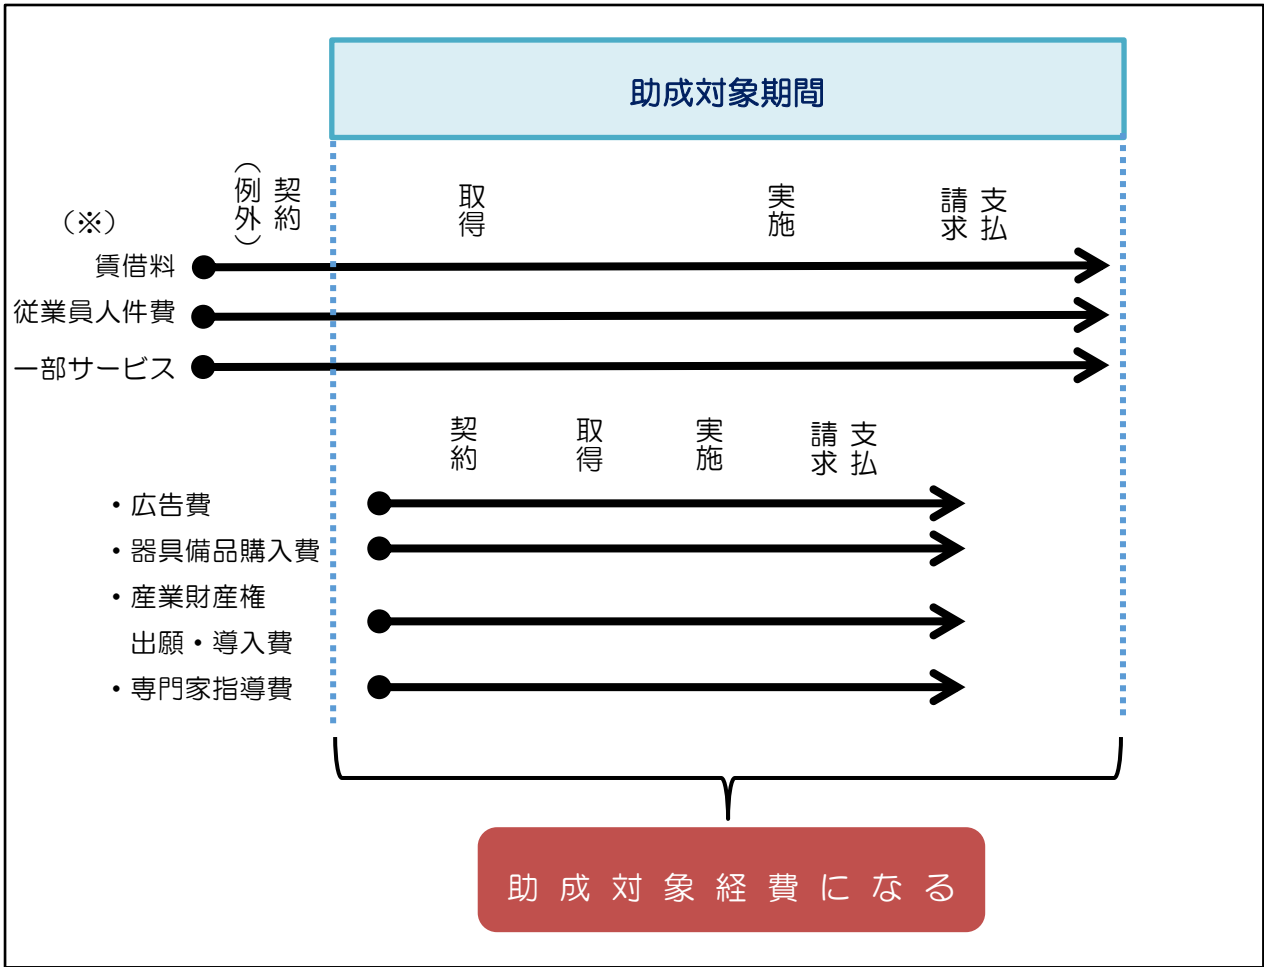 助成対象期間
契約
（例外）
取得
実施
支払
請求
（※）
賃借料
従業員人件費
一部サービス
契約
取得
実施
支払
請求
・広告費
・器具備品購入費
・産業財産権
出願・導入費
・専門家指導費
助成対象経費になる